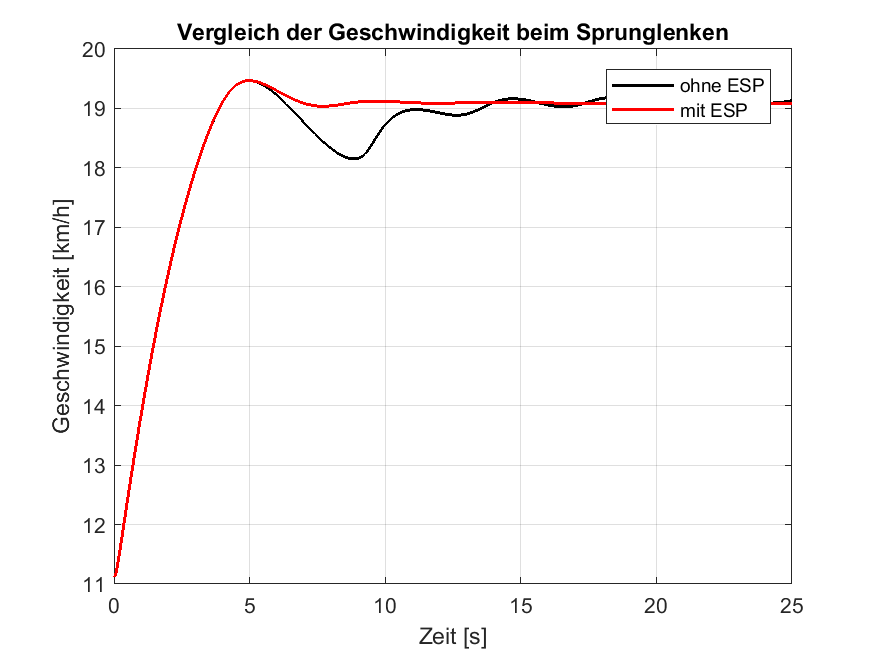 Vergleich der Geschwindigkeit beim Sprunglenken
20
19
18
17
16
15
14
13
12
11
Geschwindigkeit [km/h]
ohne ESP
mit ESP
0 5 10 15 20 25
Zeit [s]